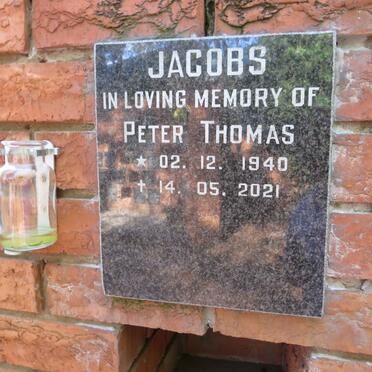 JACOBS
IN LOVING MEMORY OF
PETER THOMAS
★ 02. 12. 1940
✝ 14. 05. 2021